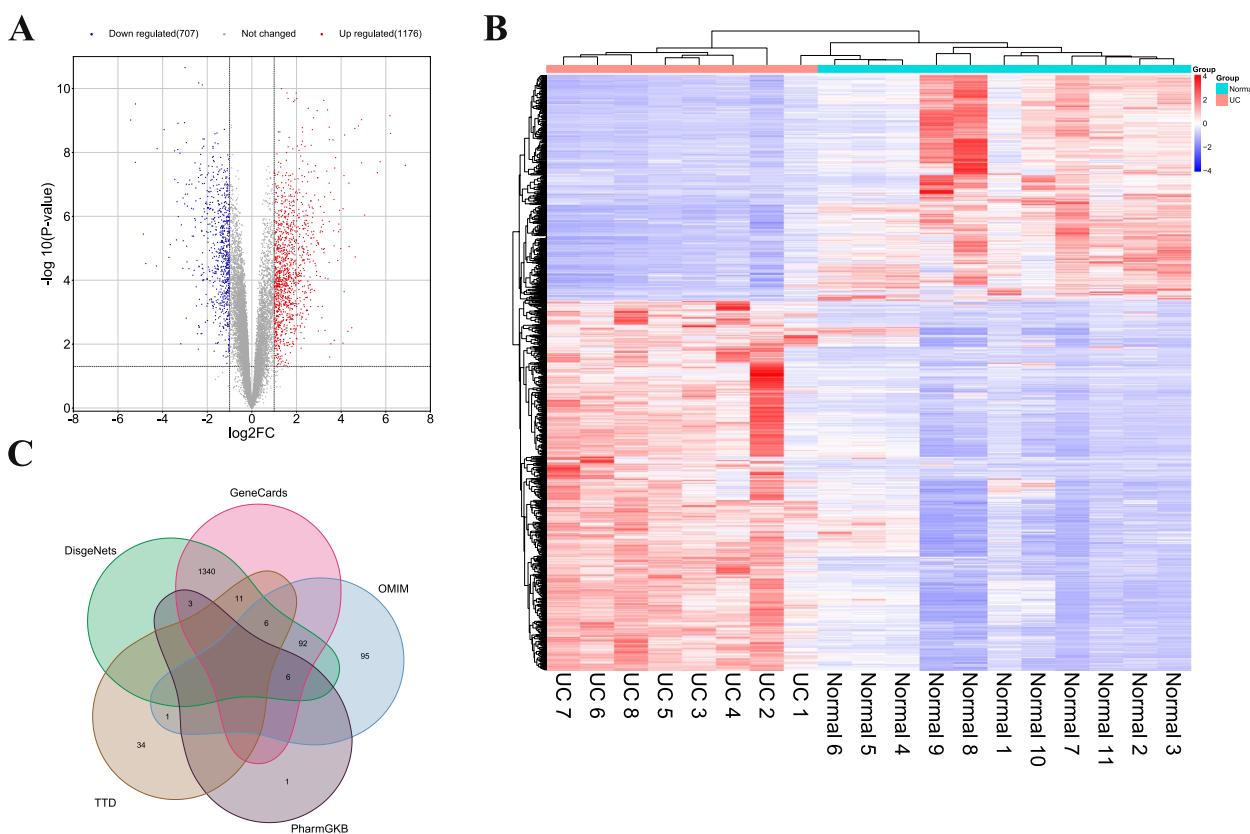 A
Down regulated(707)
Not changed
Up regulated(1176)
-log 10(P-value)
10
8
6
4
2
0
-8
-6
-4
-2
0
2
4
6
8
log2FC
B
Group
4
2
0
−2
−4
Group
Norma
UC
UC 7
UC 6
UC 8
UC 5
UC 3
UC 4
UC 2
UC 1
Normal 6
Normal 5
Normal 4
Normal 9
Normal 8
Normal 1
Normal 10
Normal 7
Normal 11
Normal 2
Normal 3
C
GeneCards
DisgeNets
OMIM
TTD
PharmGKB
1340
3
11
6
92
95
6
1
34
1